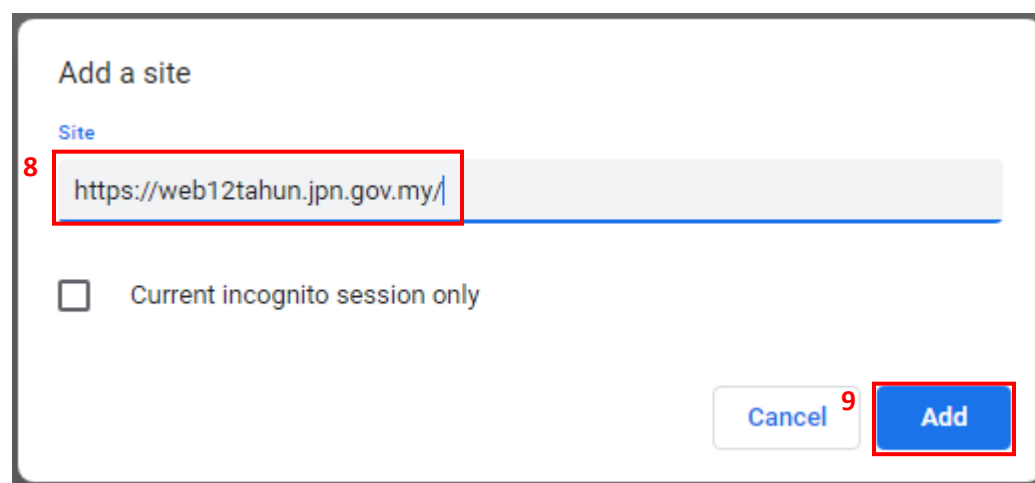 Add a site
Site
8
https://web12tahun.jpn.gov.my/
Current incognito session only
Cancel
9
Add